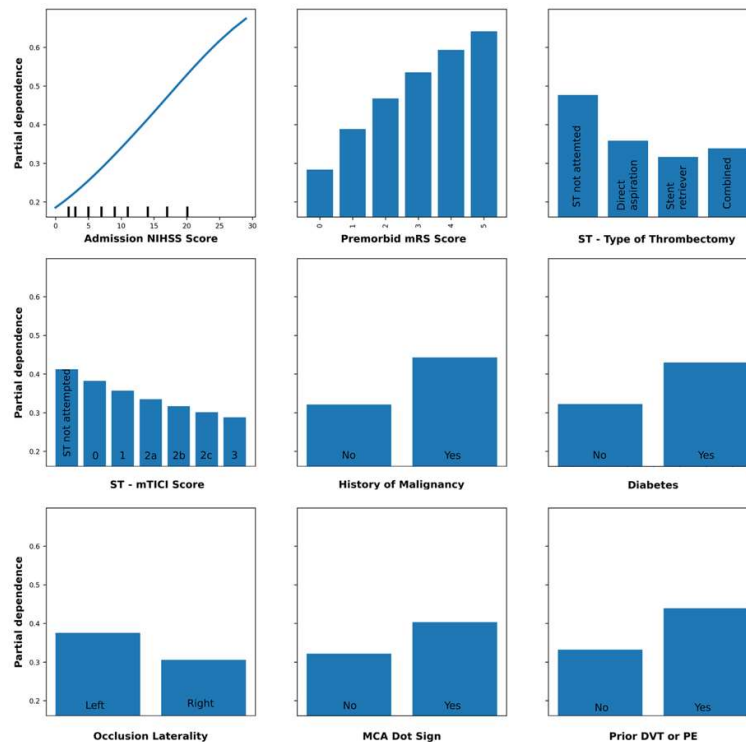 Partial dependence
0.6
0.5
0.4
0.3
0.2
0
5
10
15
20
25
30
Admission NIHSS Score
0
1
2
3
4
5
Premorbid mRS Score
ST not attemted
Direct
aspiration
Stent
retriever
Combined
ST - Type of Thrombectomy
Partial dependence
0.6
0.5
0.4
0.3
0.2
ST not attempted
0
1
2a
2b
2c
3
ST - mTICI Score
No
Yes
History of Malignancy
No
Yes
Diabetes
Partial dependence
0.6
0.5
0.4
0.3
0.2
Left
Right
Occlusion Laterality
No
Yes
MCA Dot Sign
No
Yes
Prior DVT or PE